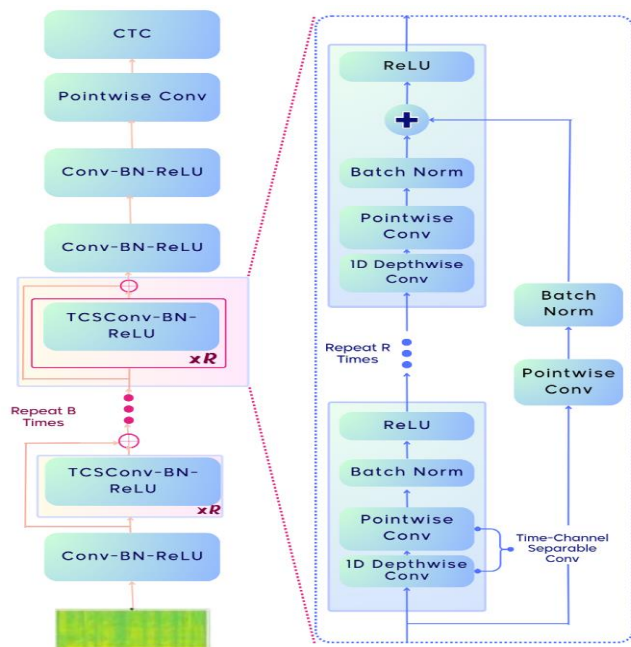 CTC
Pointwise Conv
Conv-BN-ReLU
Conv-BN-ReLU
TCSConv-BN-
ReLU
xR
Repeat B
Times
TCSConv-BN-
ReLU
xR
Conv-BN-ReLU
ReLU
+
Batch Norm
Pointwise
Conv
1D Depthwise
Conv
Repeat R
Times
ReLU
Batch Norm
Pointwise
Conv
1D Depthwise
Conv
Time-Channel
Separable
Conv
Batch
Norm
Pointwise
Conv